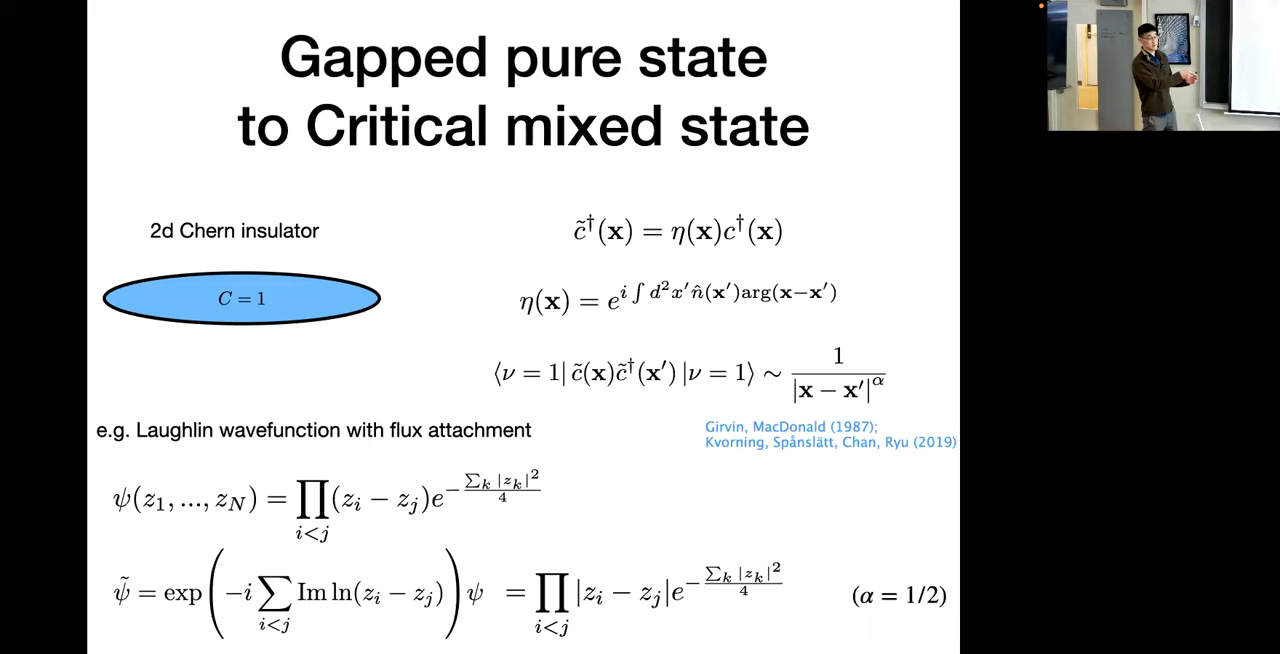 Gapped pure state
to Critical mixed state
2d Chern insulator
C = 1
c̃†(x) = η(x)c†(x)
η(x) = e^{i ∫ d²x′ n̂(x′)arg(x−x′)}
⟨ν = 1| c̃(x)c̃†(x′) |ν = 1⟩ ∼ 1/|x − x′|^α
e.g. Laughlin wavefunction with flux attachment
Girvin, MacDonald (1987);
Kvorning, Spånslätt, Chan, Ryu (2019)
ψ(z₁, ..., z_N) = ∏_{i<j} (z_i − z_j)e^{−∑_k |z_k|²/4}
ψ̃ = exp(−i ∑_{i<j} Im ln(z_i − z_j)) ψ = ∏_{i<j} |z_i − z_j|e^{−∑_k |z_k|²/4} (α = 1/2)